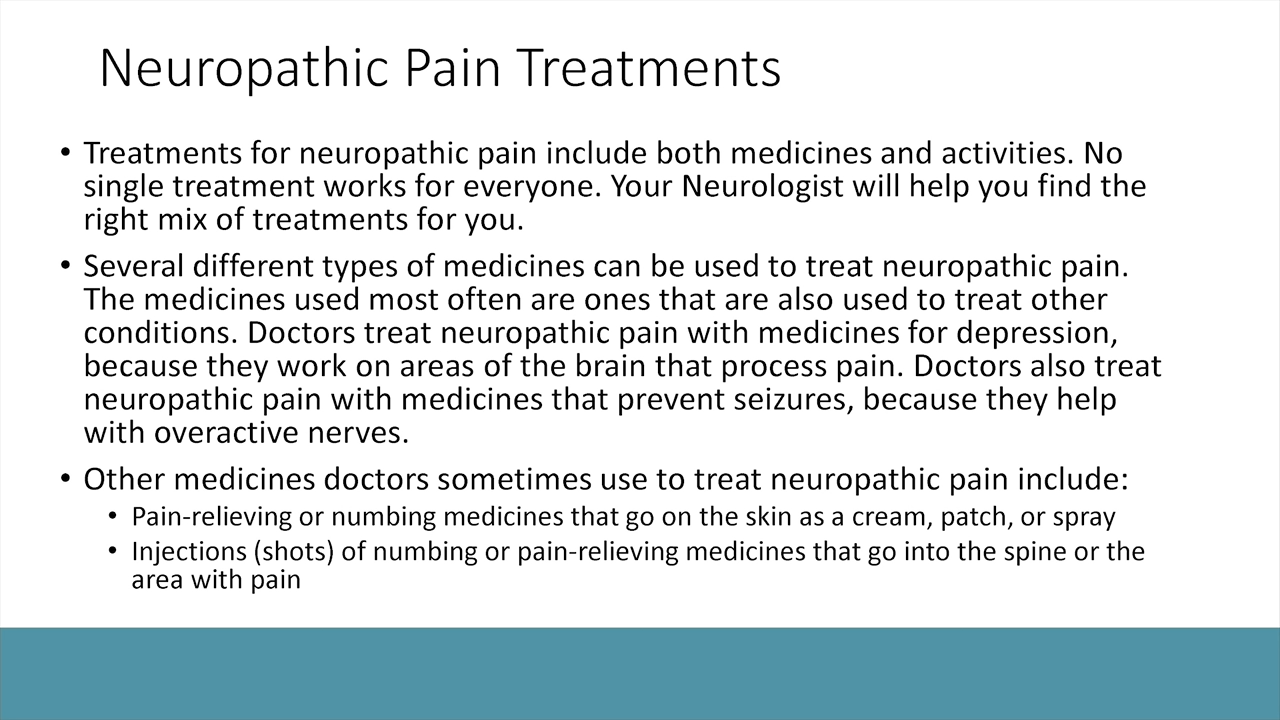 Neuropathic Pain Treatments
• Treatments for neuropathic pain include both medicines and activities. No
single treatment works for everyone. Your Neurologist will help you find the
right mix of treatments for you.
• Several different types of medicines can be used to treat neuropathic pain.
The medicines used most often are ones that are also used to treat other
conditions. Doctors treat neuropathic pain with medicines for depression,
because they work on areas of the brain that process pain. Doctors also treat
neuropathic pain with medicines that prevent seizures, because they help
with overactive nerves.
• Other medicines doctors sometimes use to treat neuropathic pain include:
• Pain-relieving or numbing medicines that go on the skin as a cream, patch, or spray
• Injections (shots) of numbing or pain-relieving medicines that go into the spine or the
area with pain